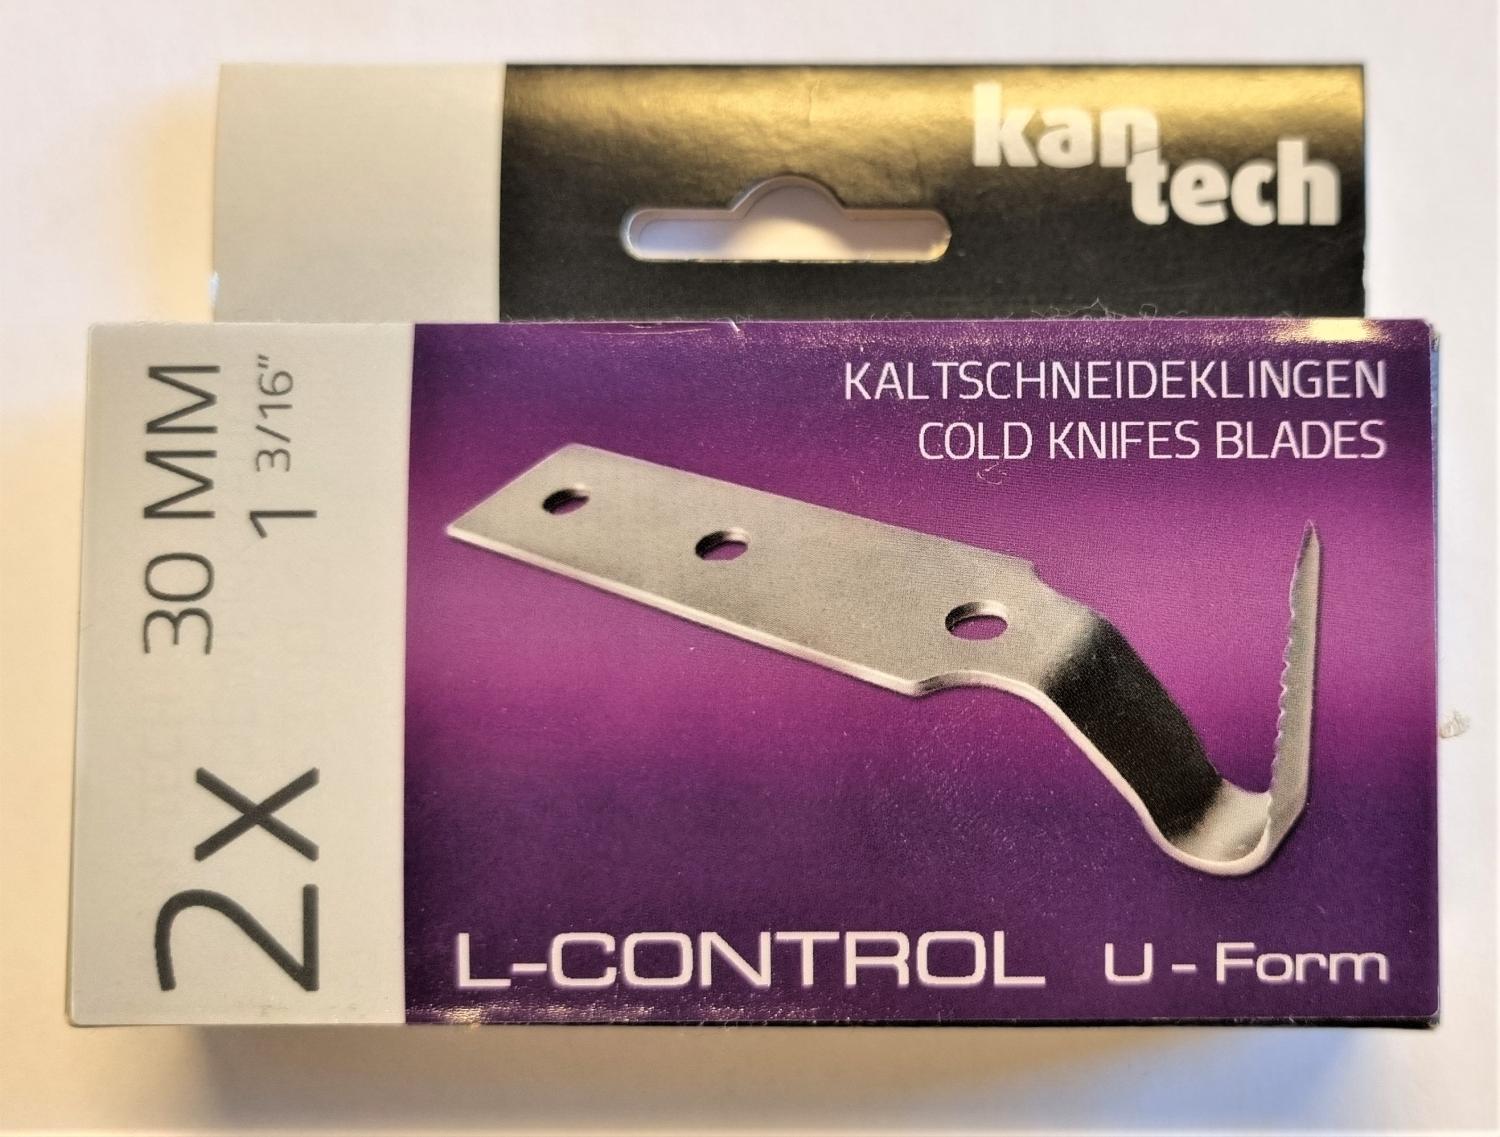 kan
tech
KALTSCHNEIDEKLINGEN
COLD KNIFES BLADES
30 MM
1 3/16"
2X
L-CONTROL U - Form